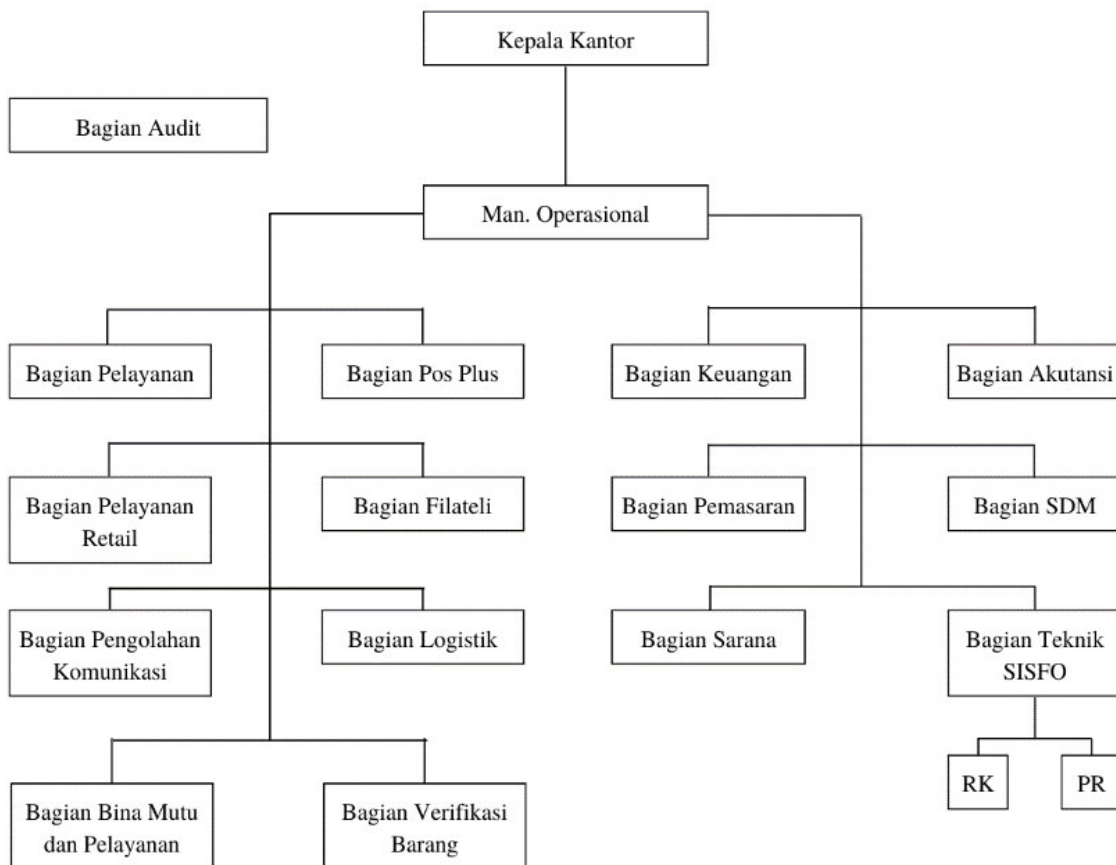 Kepala Kantor
Bagian Audit
Man. Operasional
Bagian Pelayanan
Bagian Pos Plus
Bagian Keuangan
Bagian Akutansi
Bagian Pelayanan
Retail
Bagian Filateli
Bagian Pemasaran
Bagian SDM
Bagian Pengolahan
Komunikasi
Bagian Logistik
Bagian Sarana
Bagian Teknik
SISFO
RK
PR
Bagian Bina Mutu
dan Pelayanan
Bagian Verifikasi
Barang